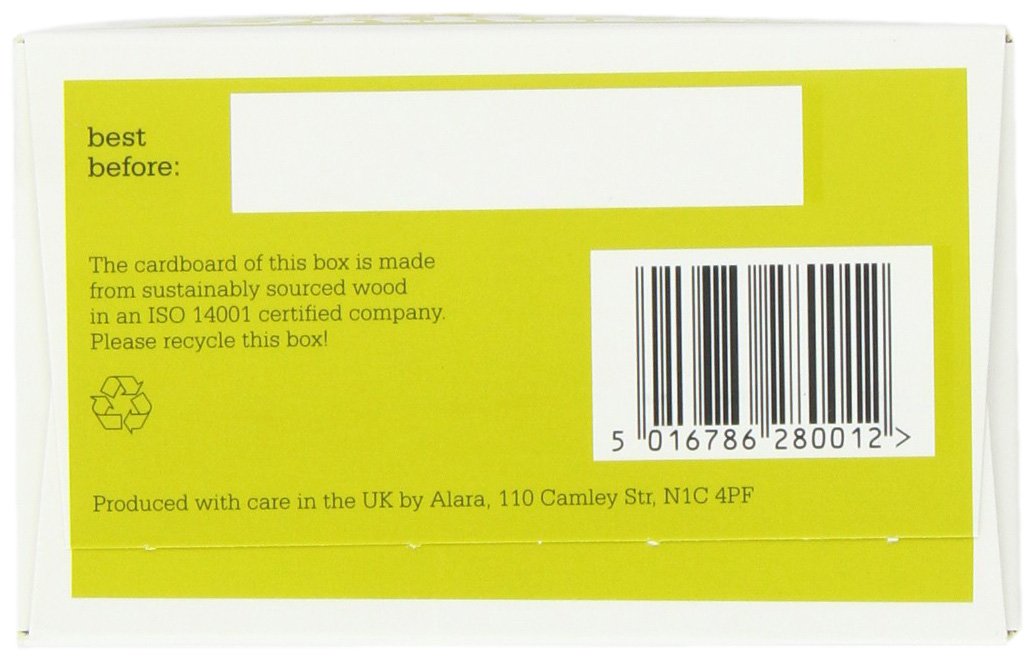 best
before:
The cardboard of this box is made
from sustainably sourced wood
in an ISO 14001 certified company.
Please recycle this box!
5 016786 280012 >
Produced with care in the UK by Alara, 110 Camley Str, N1C 4PF